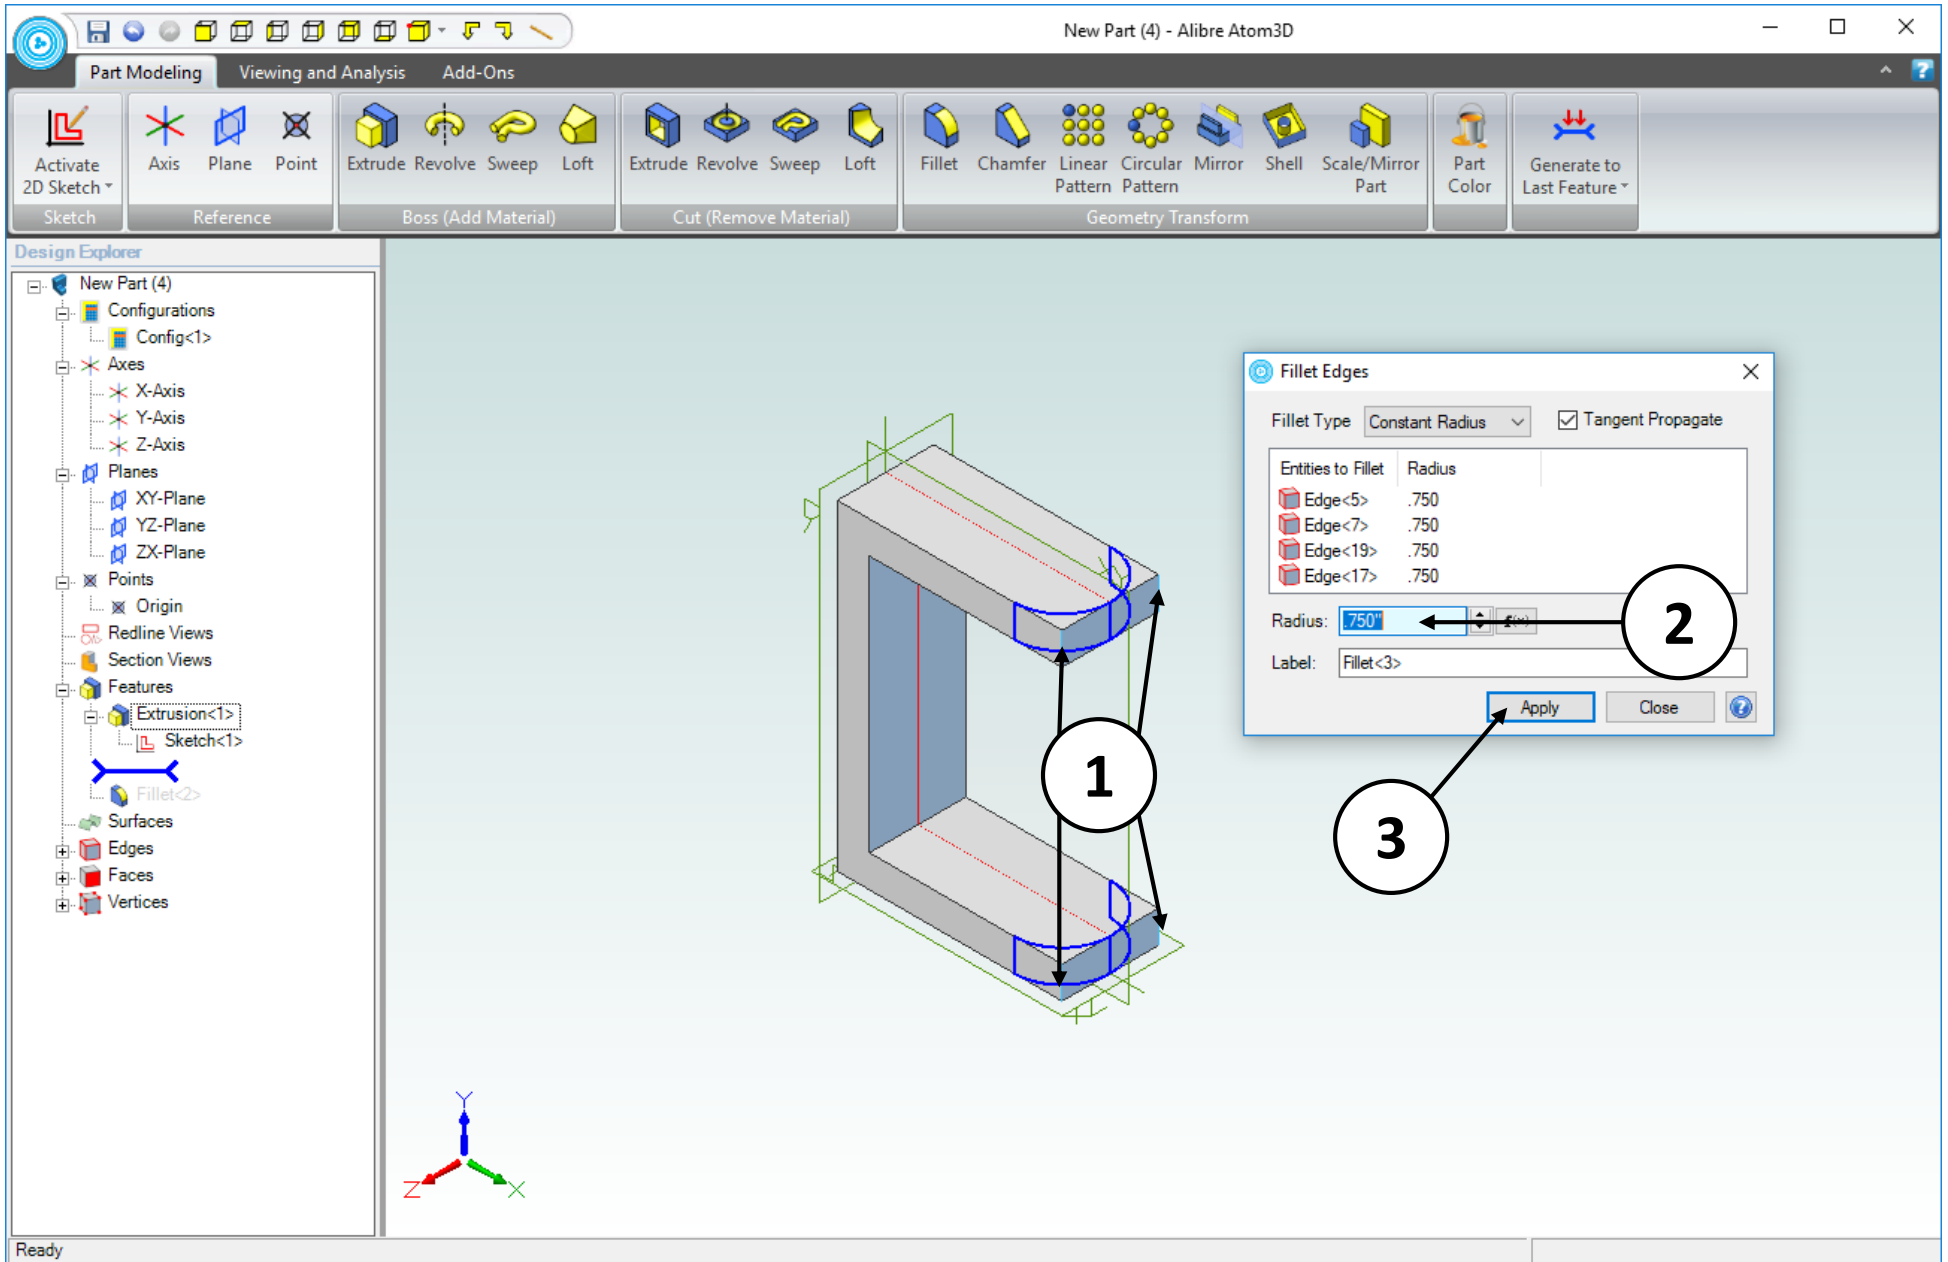 New Part (4) - Alibre Atom3D
Part Modeling Viewing and Analysis Add-Ons
Activate
2D Sketch
Axis Plane Point
Extrude Revolve Sweep Loft
Extrude Revolve Sweep Loft
Fillet Chamfer Linear
Pattern
Circular
Pattern
Mirror Shell Scale/Mirror
Part
Part
Color
Generate to
Last Feature
Sketch Reference Boss (Add Material) Cut (Remove Material) Geometry Transform
Design Explorer
New Part (4)
Configurations
Config<1>
Axes
X-Axis
Y-Axis
Z-Axis
Planes
XY-Plane
YZ-Plane
ZX-Plane
Points
Origin
Redline Views
Section Views
Features
Extrusion<1>
Sketch<1>
Fillet<2>
Surfaces
Edges
Faces
Vertices
Fillet Edges
Fillet Type Constant Radius Tangent Propagate
Entities to Fillet Radius
Edge<5> .750
Edge<7> .750
Edge<19> .750
Edge<17> .750
Radius: .750"
Label: Fillet<3>
Apply Close
1
2
3
Y
Z X
Ready